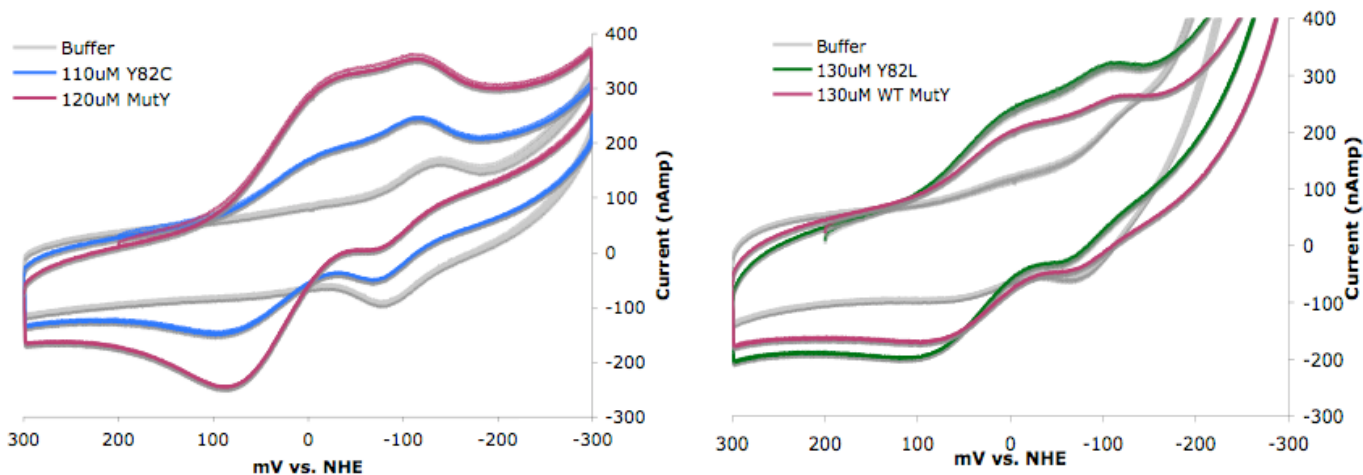 Buffer
110uM Y82C
120uM MutY
400
300
200
100
0
-100
-200
-300
Current (nAmp)
300 200 100 0 -100 -200 -300
mV vs. NHE
Buffer
130uM Y82L
130uM WT MutY
400
300
200
100
0
-100
-200
-300
Current (nAmp)
300 200 100 0 -100 -200 -300
mV vs. NHE